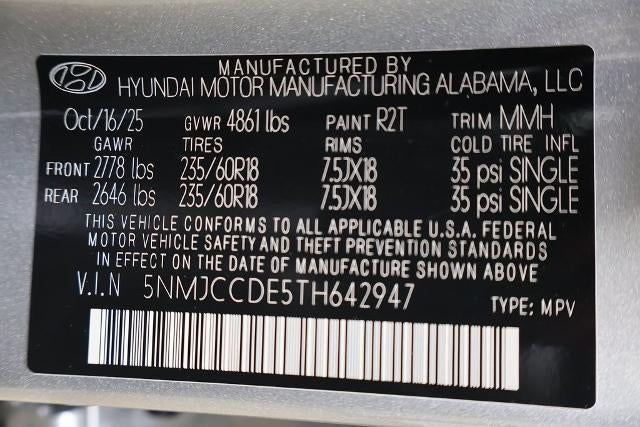 MANUFACTURED BY
HYUNDAI MOTOR MANUFACTURING ALABAMA, LLC
Oct/16/25 GVWR 4861 lbs PAINT R2T TRIM MMH
GAWR TIRES RIMS COLD TIRE INFL
FRONT 2778 lbs 235/60R18 7.5JX18 35 psi SINGLE
REAR 2646 lbs 235/60R18 7.5JX18 35 psi SINGLE
THIS VEHICLE CONFORMS TO ALL APPLICABLE U.S.A. FEDERAL
MOTOR VEHICLE SAFETY AND THEFT PREVENTION STANDARDS
IN EFFECT ON THE DATE OF MANUFACTURE SHOWN ABOVE
V.I.N 5NMJCCDE5TH642947 TYPE: MPV